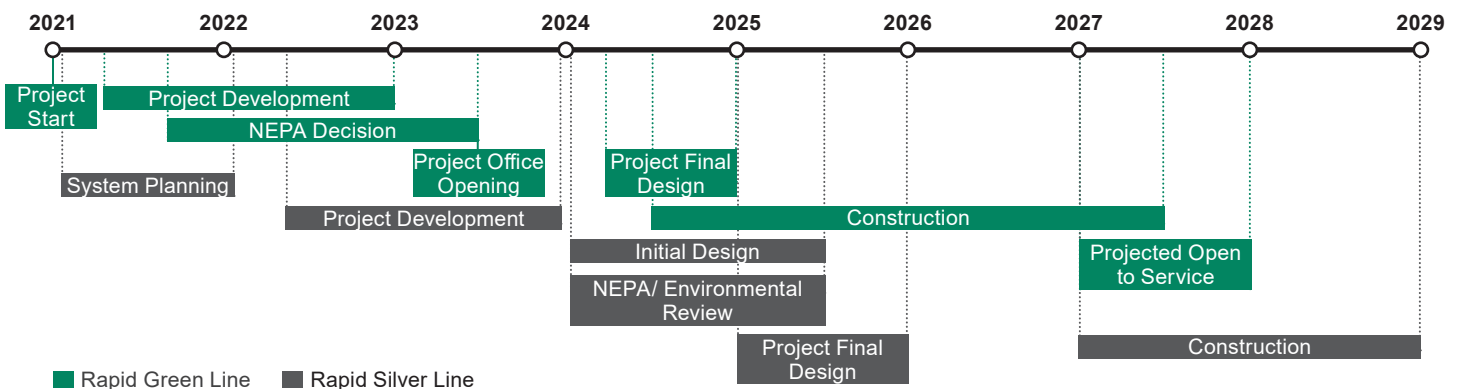 2021 2022 2023 2024 2025 2026 2027 2028 2029
Project
Start
Project Development
NEPA Decision
Project Office
Opening
Project Final
Design
System Planning
Project Development
Construction
Initial Design
Projected Open
to Service
NEPA/ Environmental
Review
Project Final
Design
Construction
Rapid Green Line
Rapid Silver Line